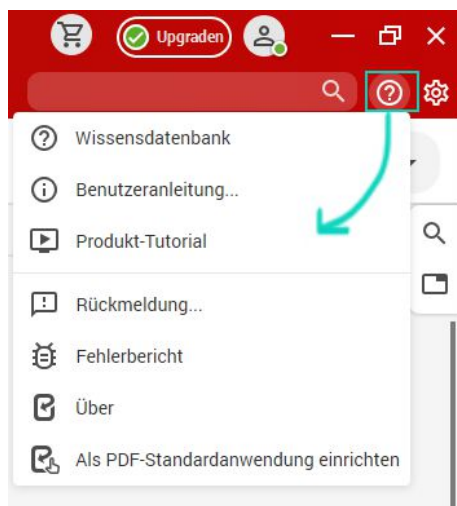 Upgraden
Wissensdatenbank
Benutzeranleitung...
Produkt-Tutorial
Rückmeldung...
Fehlerbericht
Über
Als PDF-Standardanwendung einrichten